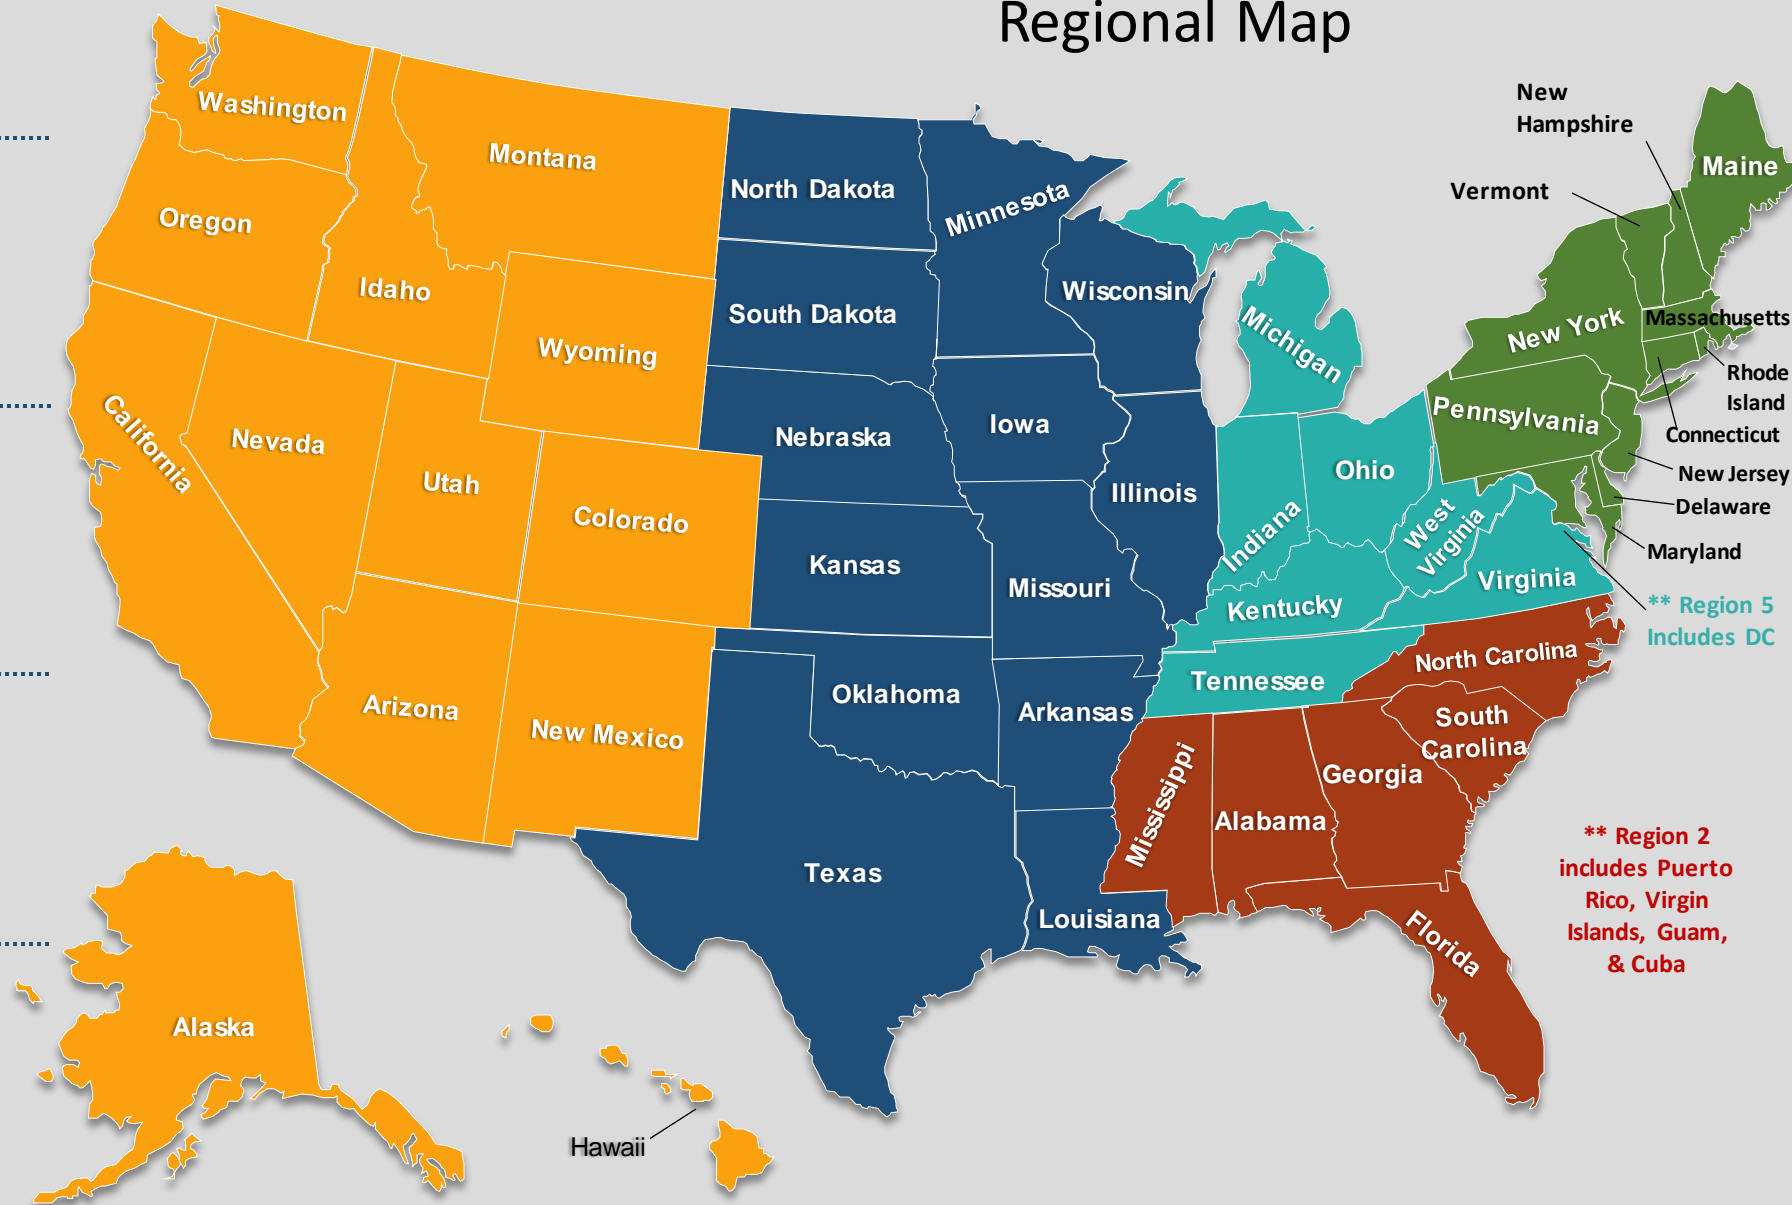 Regional Map
Washington
Montana
North Dakota
Minnesota
New
Hampshire
Maine
Vermont
Oregon
Idaho
Wyoming
South Dakota
Wisconsin
Michigan
New York
Massachusetts
Rhode
Island
Connecticut
Pennsylvania
New Jersey
Delaware
Maryland
California
Nevada
Utah
Colorado
Nebraska
Iowa
Illinois
Indiana
Ohio
West
Virginia
Virginia
Kansas
Missouri
Kentucky
** Region 5
Includes DC
Arizona
New Mexico
Oklahoma
Arkansas
Tennessee
North Carolina
South
Carolina
Georgia
Mississippi
Alabama
Texas
Louisiana
Florida
** Region 2
includes Puerto
Rico, Virgin
Islands, Guam,
& Cuba
Alaska
Hawaii